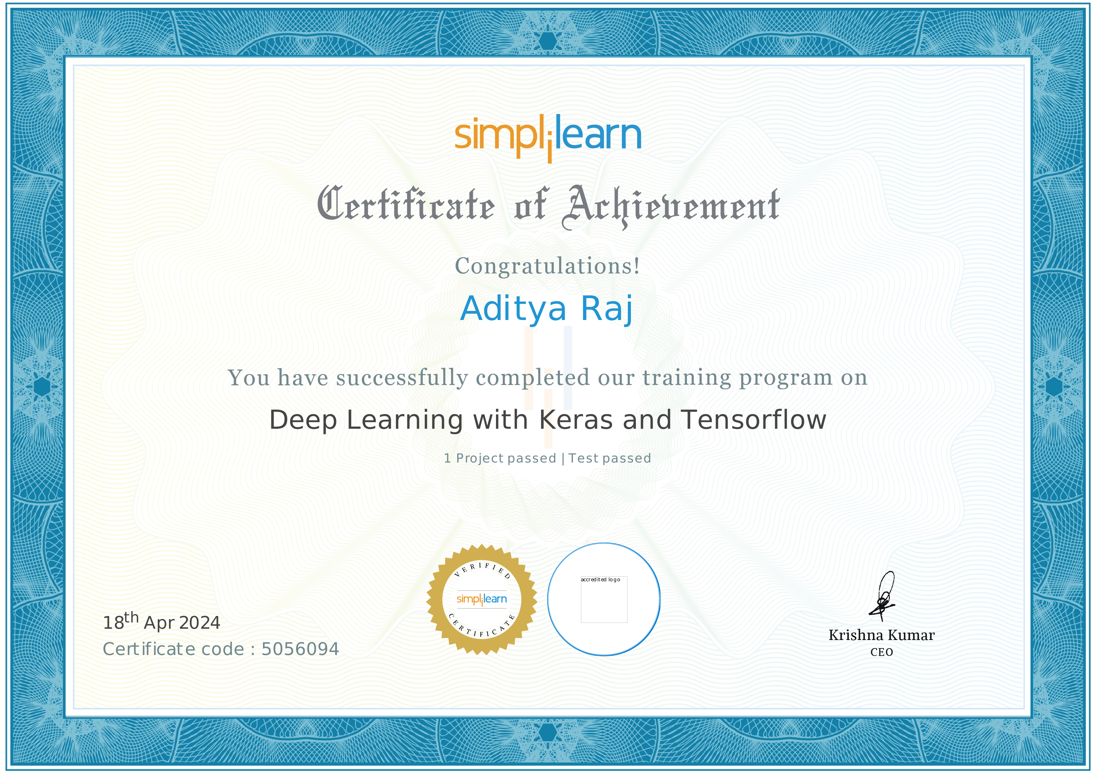 simplilearn
Certificate of Achievement
Congratulations!
Aditya Raj
You have successfully completed our training program on
Deep Learning with Keras and Tensorflow
1 Project passed | Test passed
VERIFIED
simplilearn
CERTIFICATE
accredited logo
18th Apr 2024
Certificate code : 5056094
Krishna Kumar
CEO